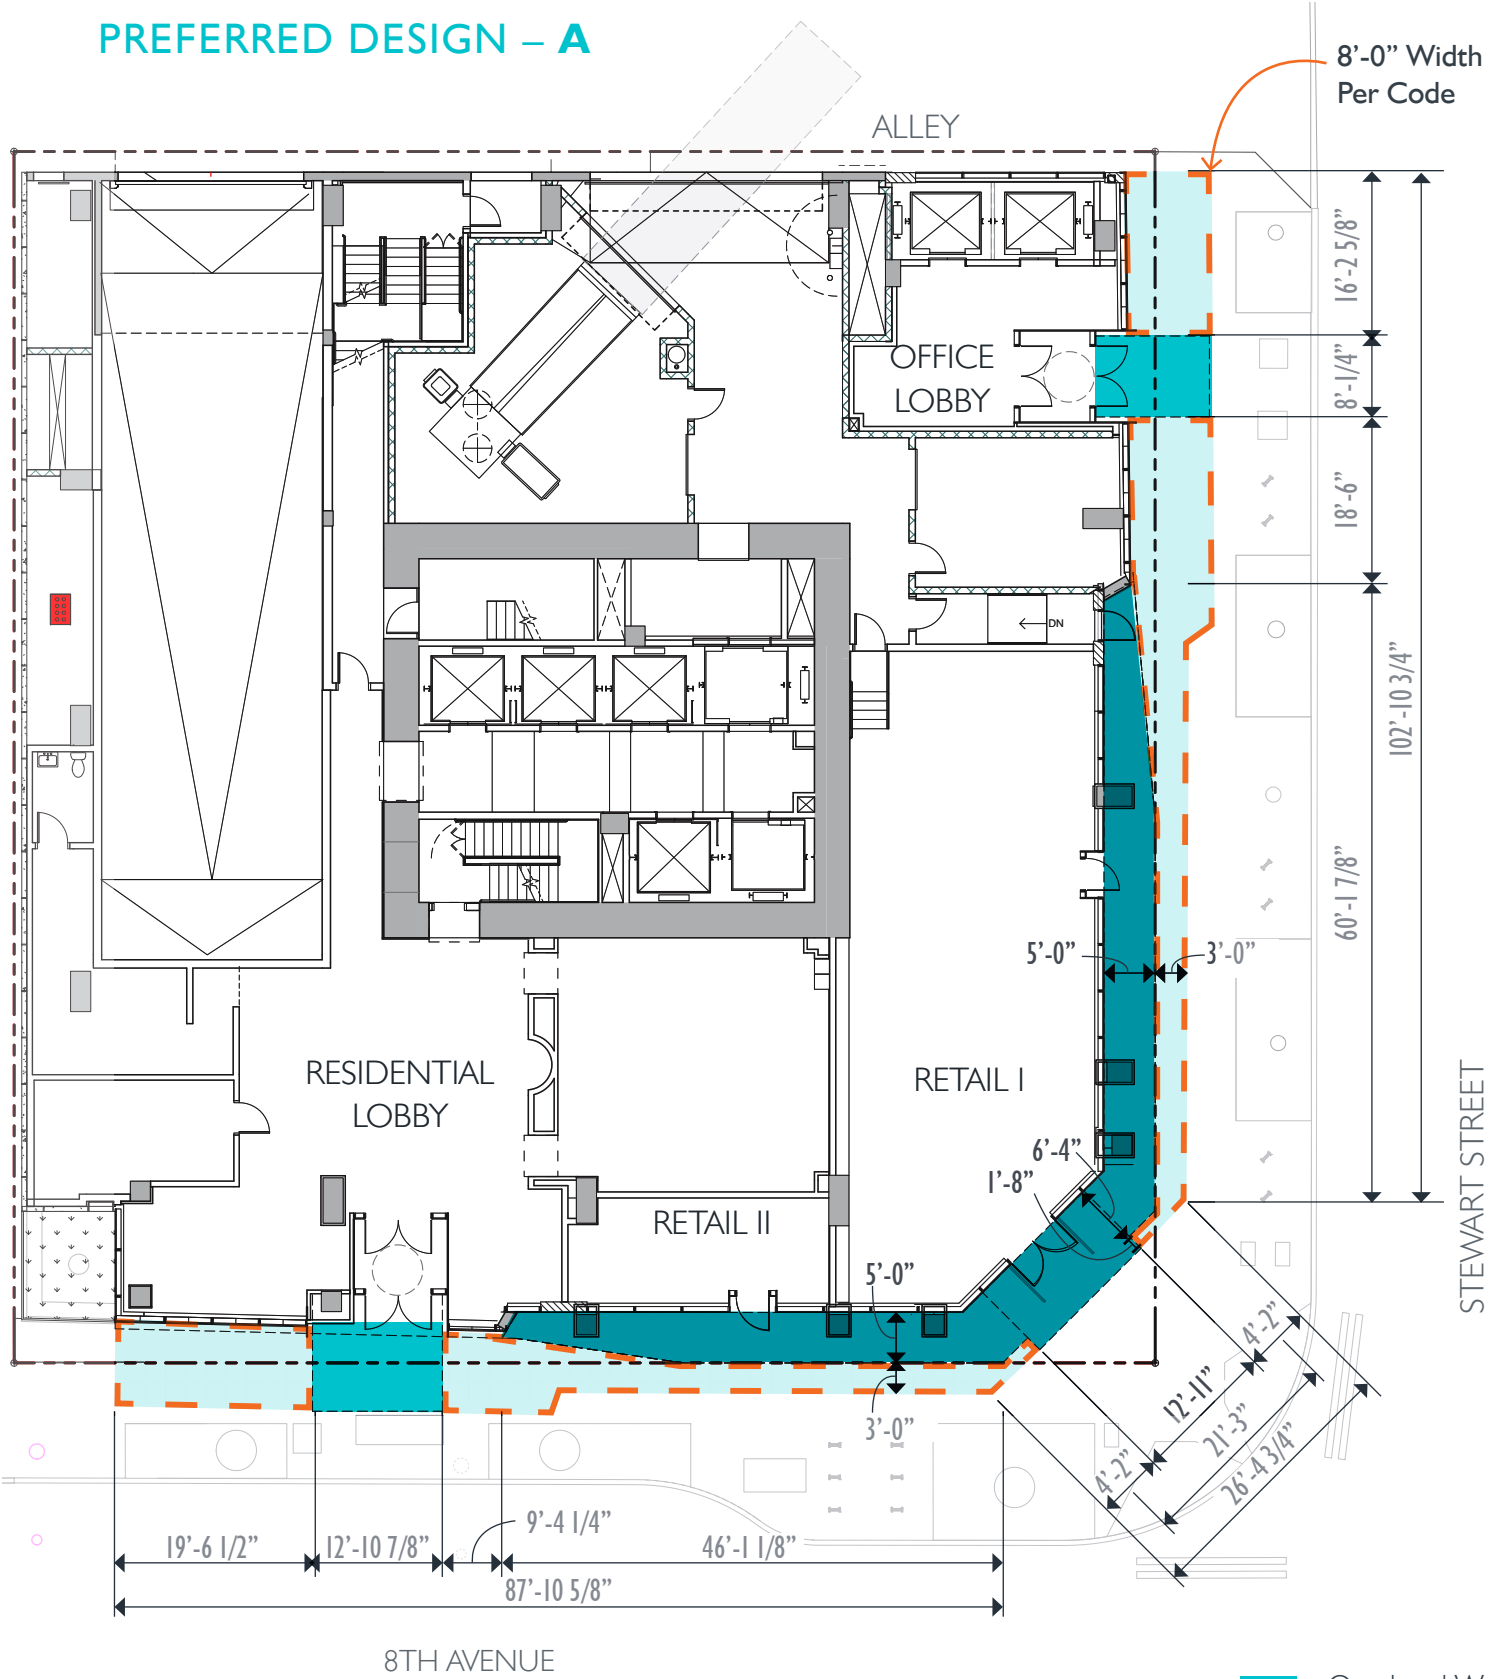 PREFERRED DESIGN – A
8’-0” Width
Per Code
ALLEY
16’-2 5/8”
OFFICE
LOBBY
8’-1/4”
18’-6”
DN
102’-10 3/4”
60’-1 7/8”
5’-0”
3’-0”
RESIDENTIAL
LOBBY
RETAIL I
6’-4”
1’-8”
RETAIL II
STEWART STREET
5’-0”
3’-0”
4’-2”
12’-11”
21’-3”
26’-4 3/4”
4’-2”
9’-4 1/4”
19’-6 1/2”
12’-10 7/8”
46’-1 1/8”
87’-10 5/8”
8TH AVENUE